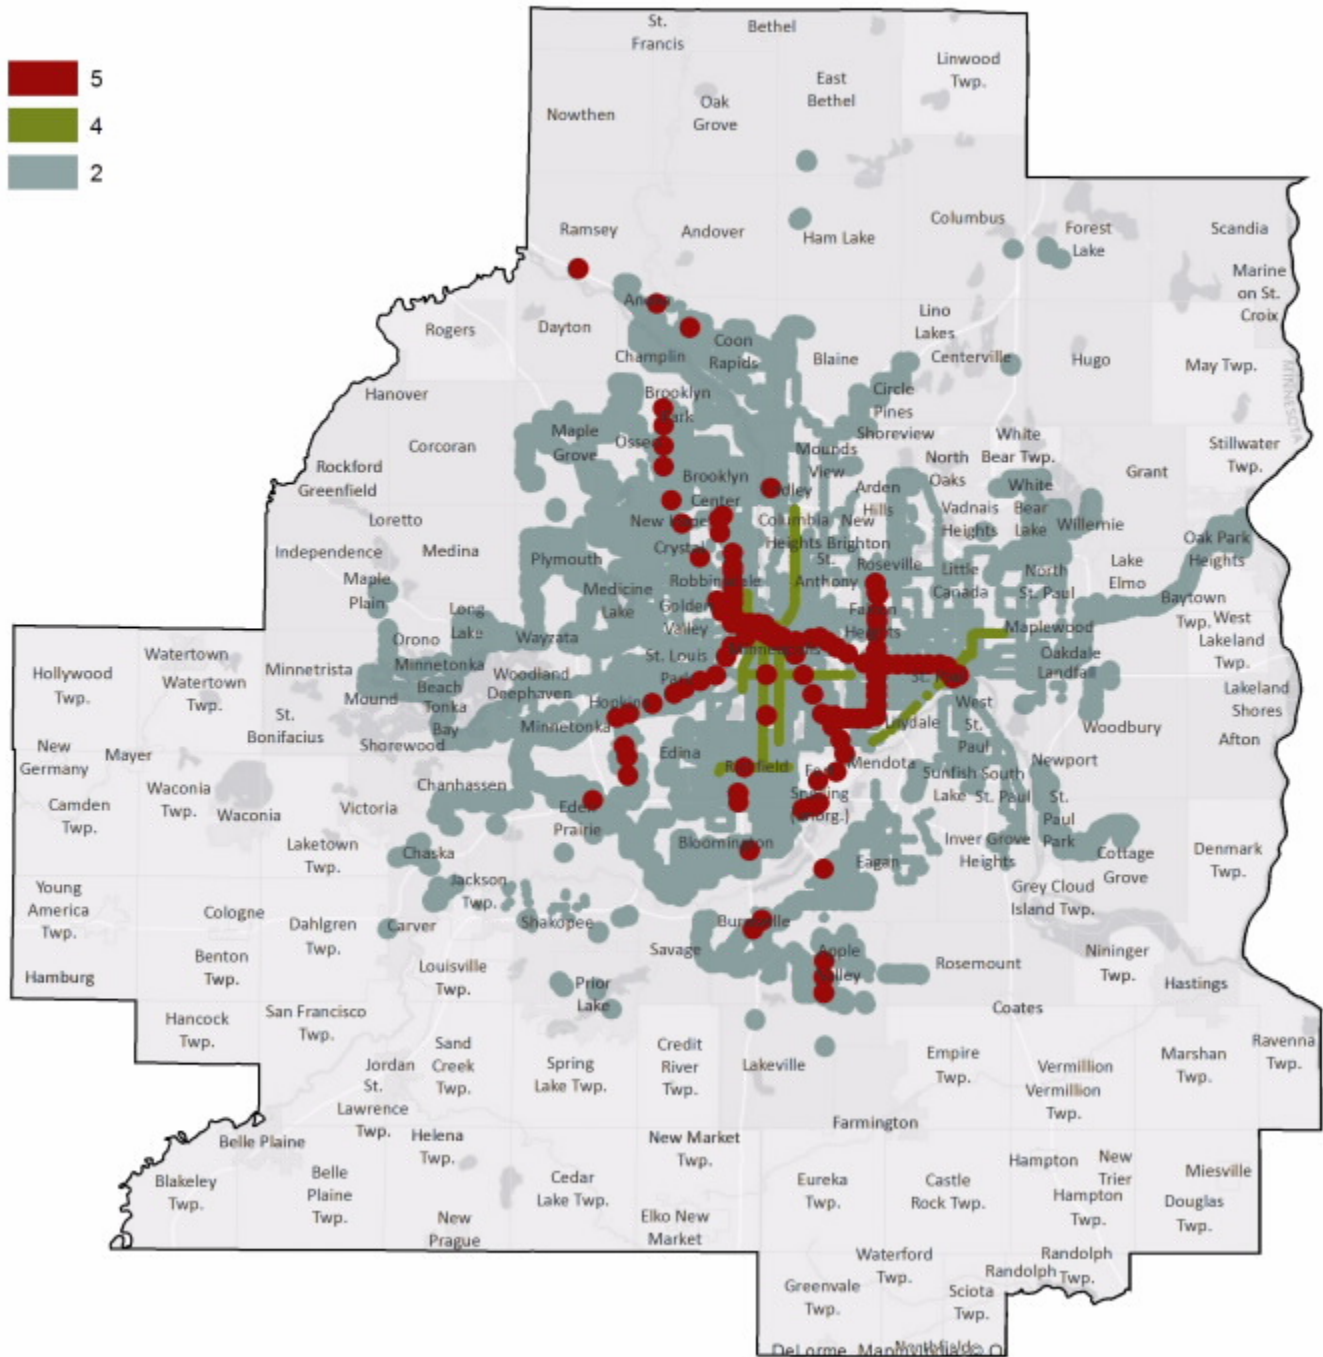 5
4
2
St.
Francis
Bethel
Linwood
Twp.
East
Bethel
Oak
Grove
Nowthen
Ramsey
Andover
Ham Lake
Columbus
Forest
Lake
Scandia
Marine
on St.
Croix
Rogers
Dayton
Champlin
Coon
Rapids
Blaine
Lino
Lakes
Centerville
Hugo
May Twp.
Hanover
Brooklyn
Circle
Pines
Shoreview
Corcoran
Maple
Grove
Mounds
View
White
Bear Twp.
Stillwater
Twp.
Rockford
Greenfield
Brooklyn
Center
North
Oaks
Grant
Arden
Hills
White
Bear
Lake
Vadnais
Heights
Willernie
Loretto
Columbia
Heights
New
Brighton
Oak Park
Heights
Independence
Medina
Plymouth
Crystal
St.
Anthony
Roseville
Little
Canada
North
St. Paul
Lake
Elmo
Maple
Plain
Medicine
Lake
Baytown
Twp.
West
Lakeland
Twp.
Long
Lake
Golden
Valley
Maplewood
Orono
Wayzata
Oakdale
Landfall
Watertown
Minnetrista
Minnetonka
Beach
Woodland
Deephaven
St. Louis
Hollywood
Twp.
Watertown
Twp.
Mound
Tonka
Bay
Lakeland
Shores
St.
Bonifacius
Minnetonka
West
St.
Paul
Woodbury
Afton
New
Germany
Mayer
Shorewood
Edina
Mendota
Newport
Waconia
Twp.
Chanhassen
Sunfish
Lake
South
St. Paul
Camden
Twp.
Waconia
Victoria
Eden
Prairie
St.
Paul
Park
Laketown
Twp.
Chaska
Bloomington
Eagan
Inver Grove
Heights
Cottage
Grove
Denmark
Twp.
Young
America
Twp.
Jackson
Twp.
Grey Cloud
Island Twp.
Cologne
Dahlgren
Twp.
Carver
Shakopee
Benton
Twp.
Savage
Apple
Valley
Rosemount
Nininger
Twp.
Hamburg
Louisville
Twp.
Prior
Lake
Hastings
Hancock
Twp.
San Francisco
Twp.
Coates
Sand
Creek
Twp.
Spring
Lake Twp.
Credit
River
Twp.
Lakeville
Empire
Twp.
Vermillion
Vermillion
Twp.
Marshan
Twp.
Ravenna
Twp.
Jordan
St.
Lawrence
Twp.
Belle Plaine
Helena
Twp.
New Market
Twp.
Farmington
Blakeley
Twp.
Belle
Plaine
Twp.
Cedar
Lake Twp.
Eureka
Twp.
Castle
Rock Twp.
Hampton
New
Trier
Hampton
Twp.
Miesville
Douglas
Twp.
New
Prague
Elko New
Market
Waterford
Twp.
Randolph
Twp.
Randolph
Greenvale
Twp.
Sciota
Twp.
MINNESOTA